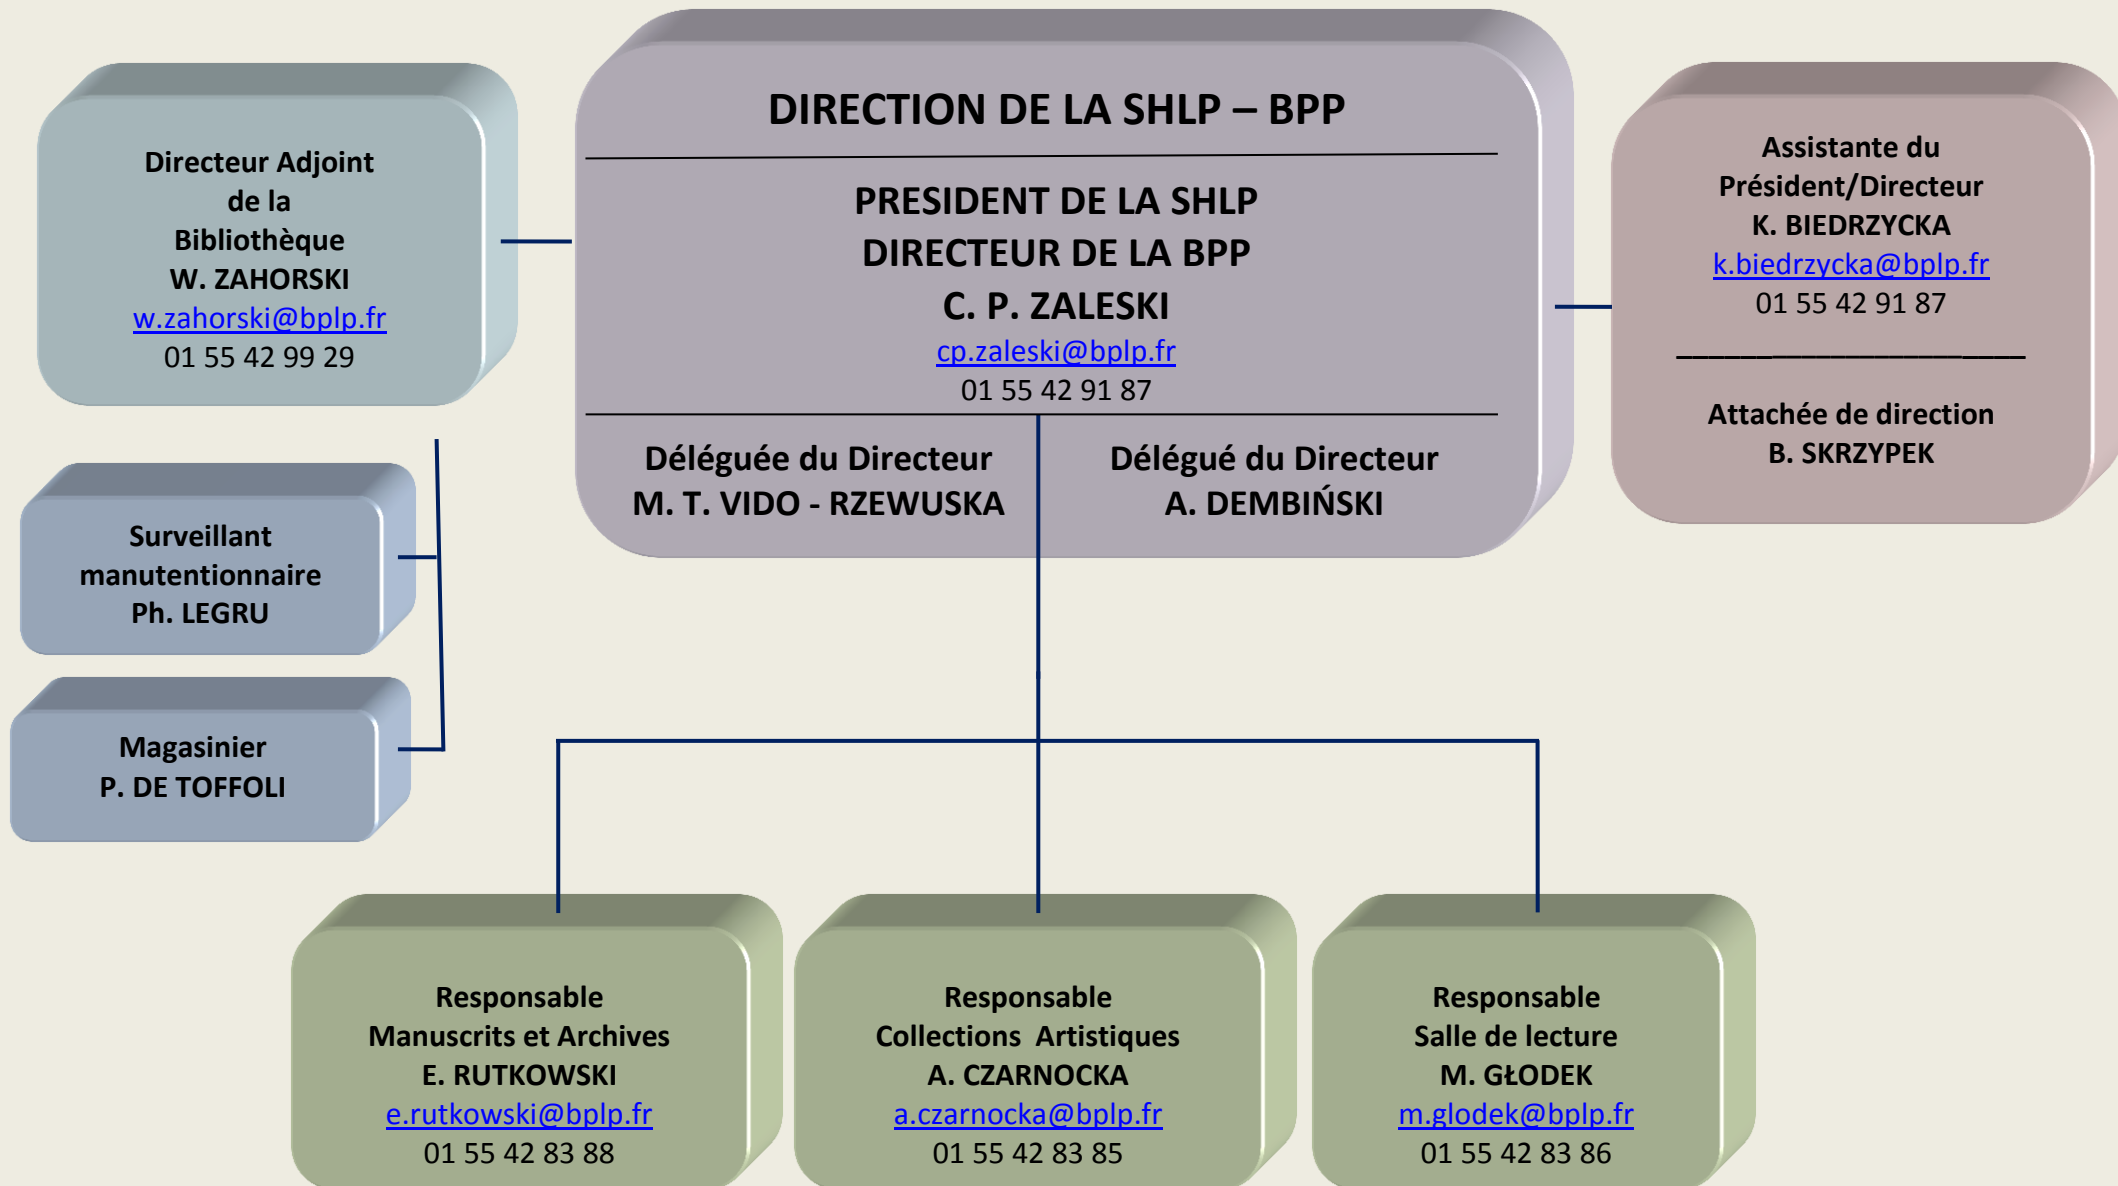 DIRECTION DE LA SHLP – BPP
PRESIDENT DE LA SHLP
DIRECTEUR DE LA BPP
C. P. ZALESKI
cp.zaleski@bplp.fr
01 55 42 91 87
Déléguée du Directeur
M. T. VIDO - RZEWUSKA
Délégué du Directeur
A. DEMBIŃSKI
Directeur Adjoint
de la
Bibliothèque
W. ZAHORSKI
w.zahorski@bplp.fr
01 55 42 99 29
Assistante du
Président/Directeur
K. BIEDRZYCKA
k.biedrzycka@bplp.fr
01 55 42 91 87
Attachée de direction
B. SKRZYPEK
Surveillant
manutentionnaire
Ph. LEGRU
Magasinier
P. DE TOFFOLI
Responsable
Manuscrits et Archives
E. RUTKOWSKI
e.rutkowski@bplp.fr
01 55 42 83 88
Responsable
Collections  Artistiques
A. CZARNOCKA
a.czarnocka@bplp.fr
01 55 42 83 85
Responsable
Salle de lecture
M. GŁODEK
m.glodek@bplp.fr
01 55 42 83 86